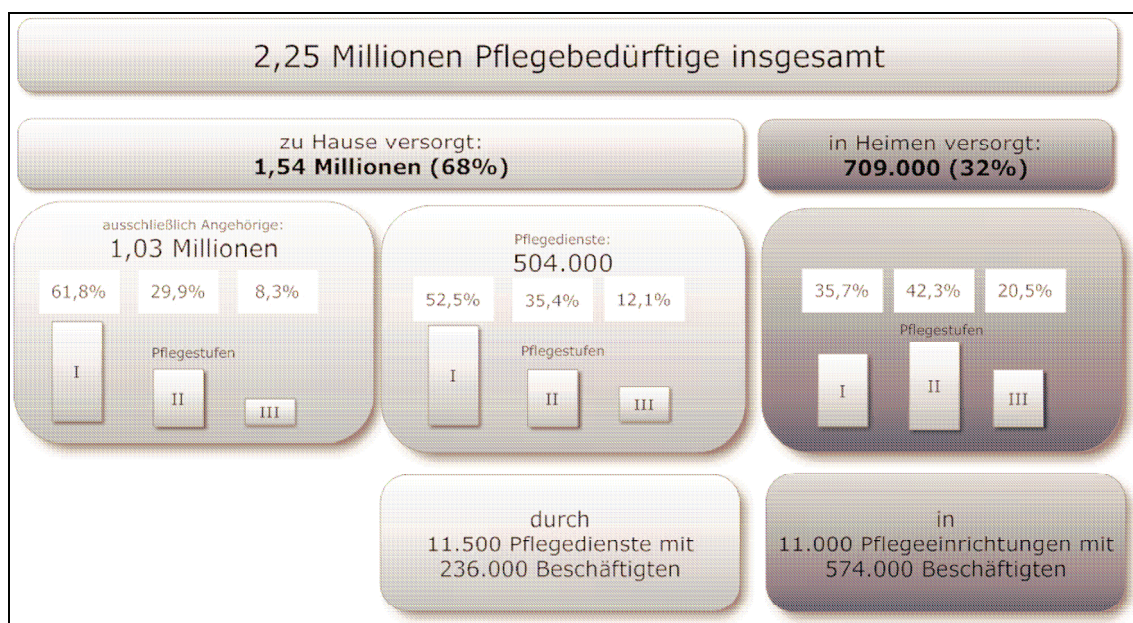 2,25 Millionen Pflegebedürftige insgesamt
zu Hause versorgt:
1,54 Millionen (68%)
in Heimen versorgt:
709.000 (32%)
ausschließlich Angehörige:
1,03 Millionen
61,8% 29,9% 8,3%
Pflegestufen
I II III
Pflegedienste:
504.000
52,5% 35,4% 12,1%
Pflegestufen
I II III
35,7% 42,3% 20,5%
Pflegestufen
I II III
durch
11.500 Pflegedienste mit
236.000 Beschäftigten
in
11.000 Pflegeeinrichtungen mit
574.000 Beschäftigten